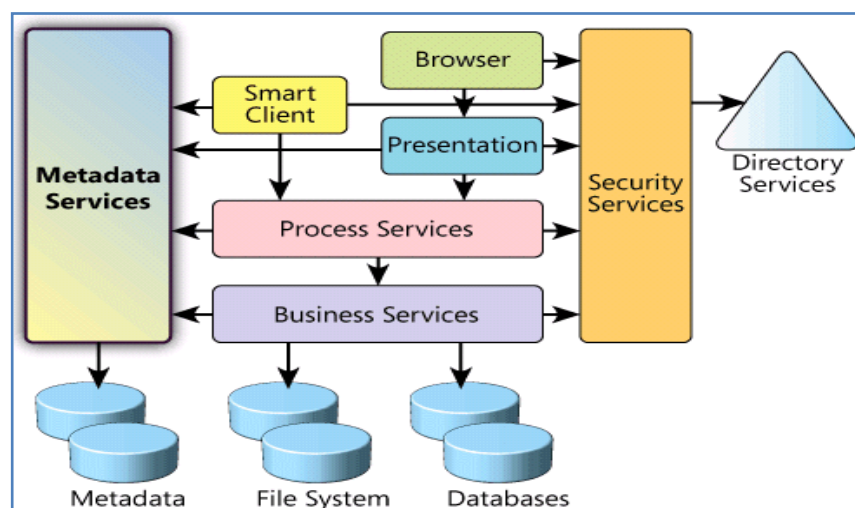 Browser
Smart
Client
Presentation
Metadata
Services
Security
Services
Directory
Services
Process Services
Business Services
Metadata
File System
Databases